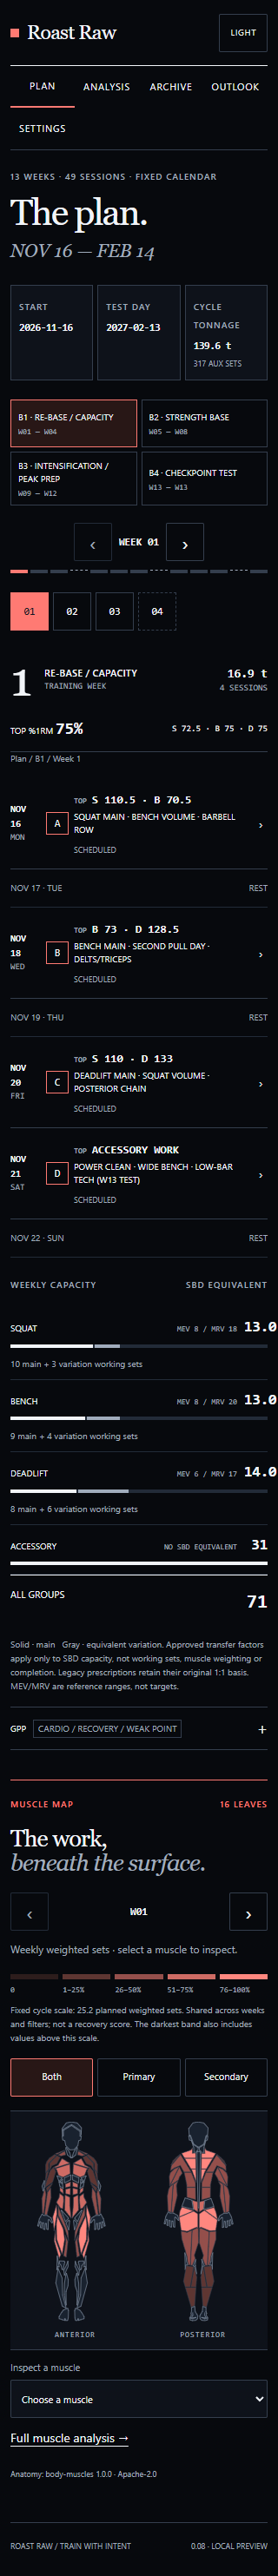 Roast Raw
LIGHT
PLAN
ANALYSIS
ARCHIVE
OUTLOOK
SETTINGS
13 WEEKS · 49 SESSIONS · FIXED CALENDAR
The plan.
NOV 16 — FEB 14
START
2026-11-16
TEST DAY
2027-02-13
CYCLE
TONNAGE
139.6 t
317 AUX SETS
B1 · RE-BASE / CAPACITY
W01 — W04
B2 · STRENGTH BASE
W05 — W08
B3 · INTENSIFICATION /
PEAK PREP
W09 — W12
B4 · CHECKPOINT TEST
W13 — W13
‹
WEEK 01
›
01
02
03
04
1
RE-BASE / CAPACITY
TRAINING WEEK
16.9 t
4 SESSIONS
TOP %1RM 75%
S 72.5 · B 75 · D 75
Plan / B1 / Week 1
NOV
16
MON
A
TOP S 110.5 · B 70.5
SQUAT MAIN · BENCH VOLUME · BARBELL
ROW
SCHEDULED
›
NOV 17 · TUE
REST
NOV
18
WED
B
TOP B 73 · D 128.5
BENCH MAIN · SECOND PULL DAY ·
DELTS/TRICEPS
SCHEDULED
›
NOV 19 · THU
REST
NOV
20
FRI
C
TOP S 110 · D 133
DEADLIFT MAIN · SQUAT VOLUME ·
POSTERIOR CHAIN
SCHEDULED
›
NOV
21
SAT
D
TOP ACCESSORY WORK
POWER CLEAN · WIDE BENCH · LOW-BAR
TECH (W13 TEST)
SCHEDULED
›
NOV 22 · SUN
REST
WEEKLY CAPACITY
SBD EQUIVALENT
SQUAT
MEV 8 / MRV 18 13.0
10 main + 3 variation working sets
BENCH
MEV 8 / MRV 20 13.0
9 main + 4 variation working sets
DEADLIFT
MEV 6 / MRV 17 14.0
8 main + 6 variation working sets
ACCESSORY
NO SBD EQUIVALENT 31
ALL GROUPS
71
Solid · main Gray · equivalent variation. Approved transfer factors
apply only to SBD capacity, not working sets, muscle weighting or
completion. Legacy prescriptions retain their original 1:1 basis.
MEV/MRV are reference ranges, not targets.
GPP
CARDIO / RECOVERY / WEAK POINT
+
MUSCLE MAP
16 LEAVES
The work,
beneath the surface.
‹
W01
›
Weekly weighted sets · select a muscle to inspect.
0
1–25%
26–50%
51–75%
76–100%
Fixed cycle scale: 25.2 planned weighted sets. Shared across weeks
and filters; not a recovery score. The darkest band also includes
values above this scale.
Both
Primary
Secondary
ANTERIOR
POSTERIOR
Inspect a muscle
Choose a muscle
Full muscle analysis →
Anatomy: body-muscles 1.0.0 · Apache-2.0
ROAST RAW / TRAIN WITH INTENT
0.08 · LOCAL PREVIEW